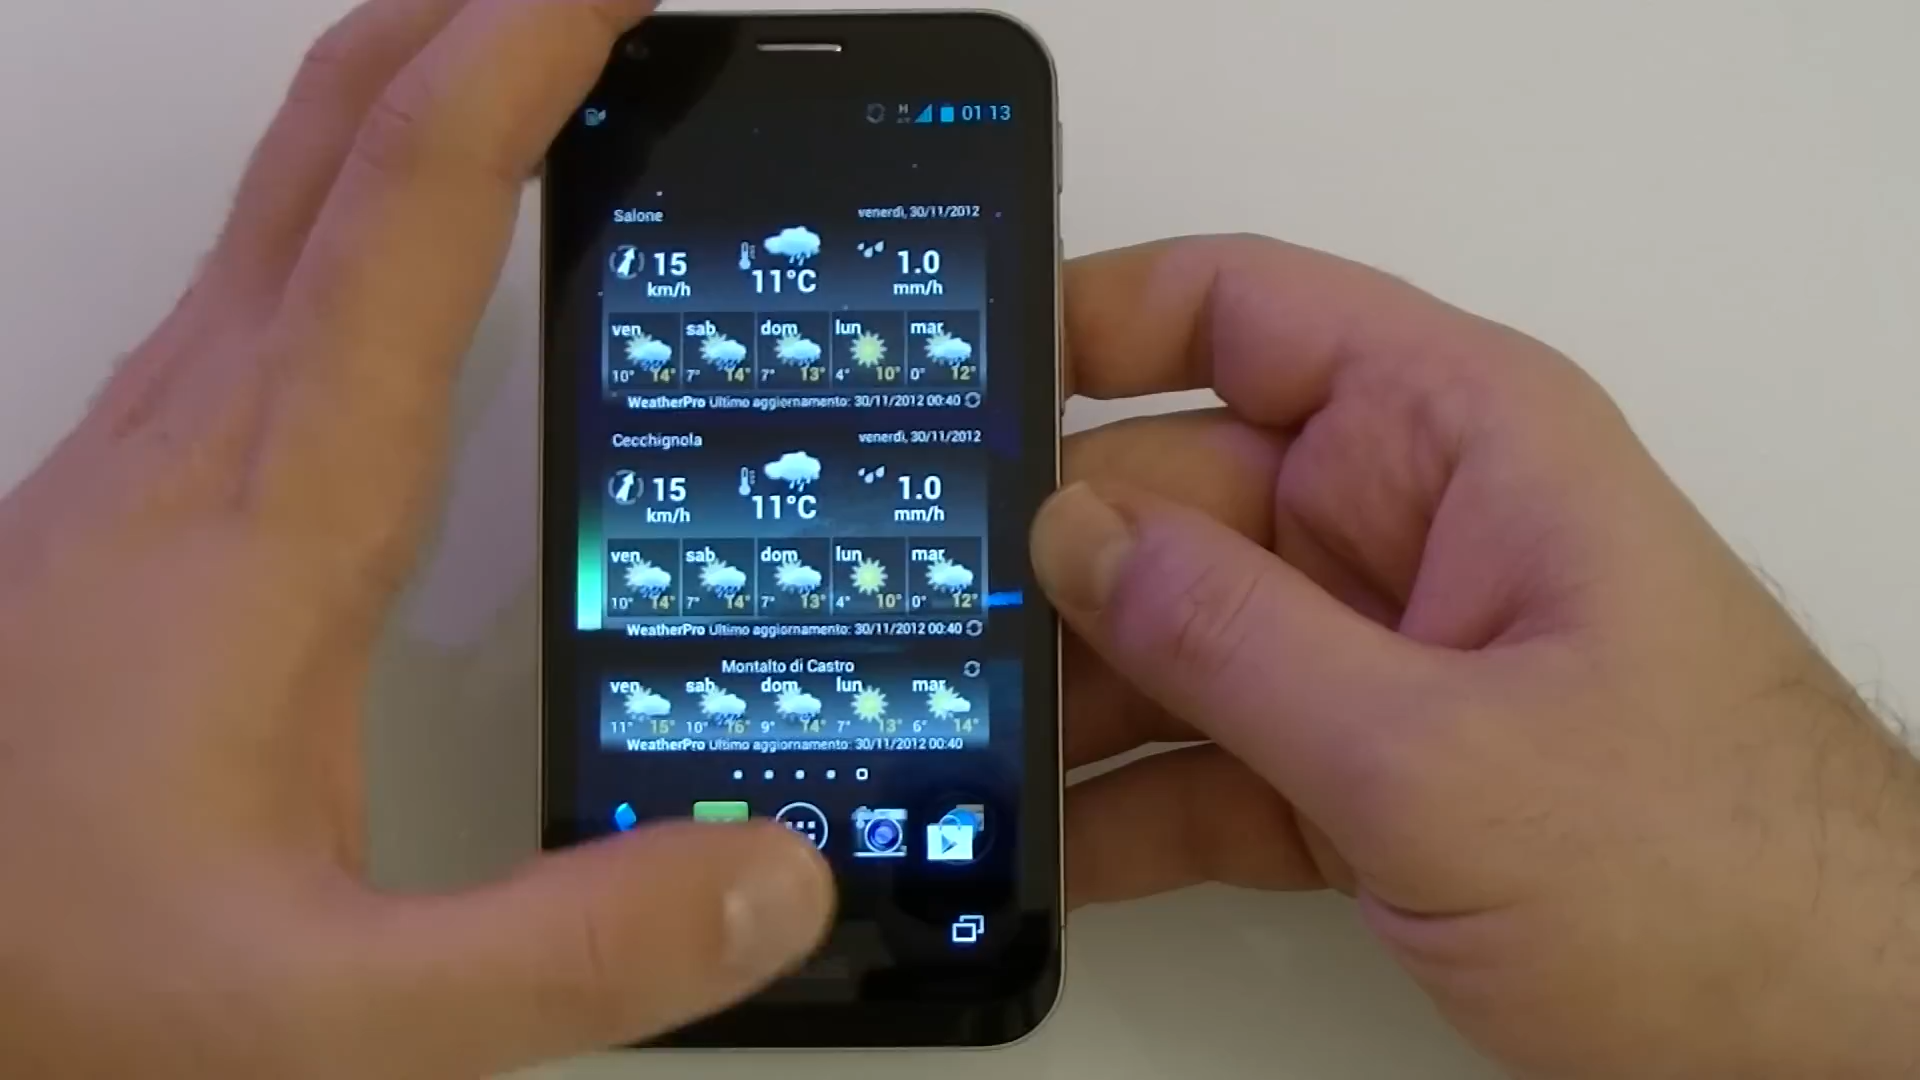 H 01:13
Salone venerdì, 30/11/2012
15 km/h 11°C 1.0 mm/h
ven sab dom lun mar
10° 14° 7° 14° 7° 13° 4° 10° 0° 12°
WeatherPro Ultimo aggiornamento: 30/11/2012 00:40
Cecchignola venerdì, 30/11/2012
15 km/h 11°C 1.0 mm/h
ven sab dom lun mar
10° 14° 7° 14° 7° 13° 4° 10° 0° 12°
WeatherPro Ultimo aggiornamento: 30/11/2012 00:40
Montalto di Castro
ven sab dom lun mar
11° 15° 10° 16° 9° 14° 7° 13° 6° 14°
WeatherPro Ultimo aggiornamento: 30/11/2012 00:40